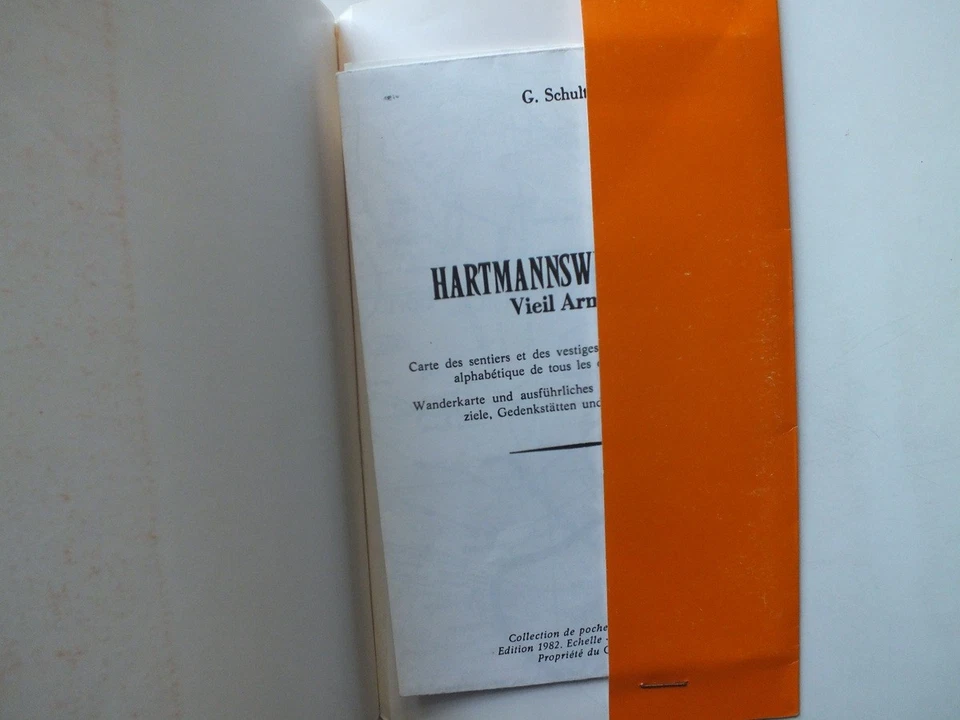 G. Schult
HARTMANNSW
Vieil Arm
Carte des sentiers et des vestiges
alphabétique de tous les
Wanderkarte und ausführliches
ziele, Gedenkstätten und
Collection de poche
Edition 1982. Echelle
Propriété du